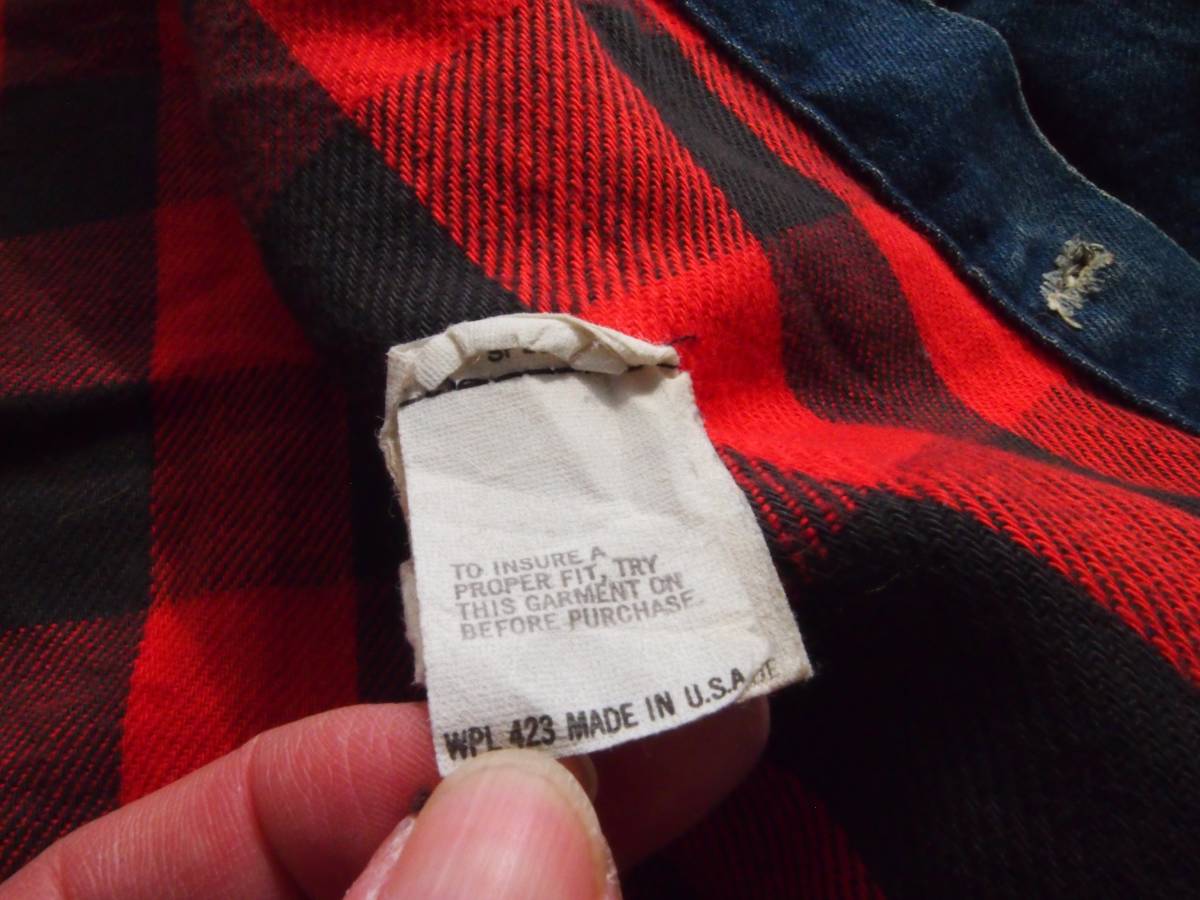 TO INSURE A
PROPER FIT, TRY
THIS GARMENT ON
BEFORE PURCHASE.
WPL 423 MADE IN U.S.A.